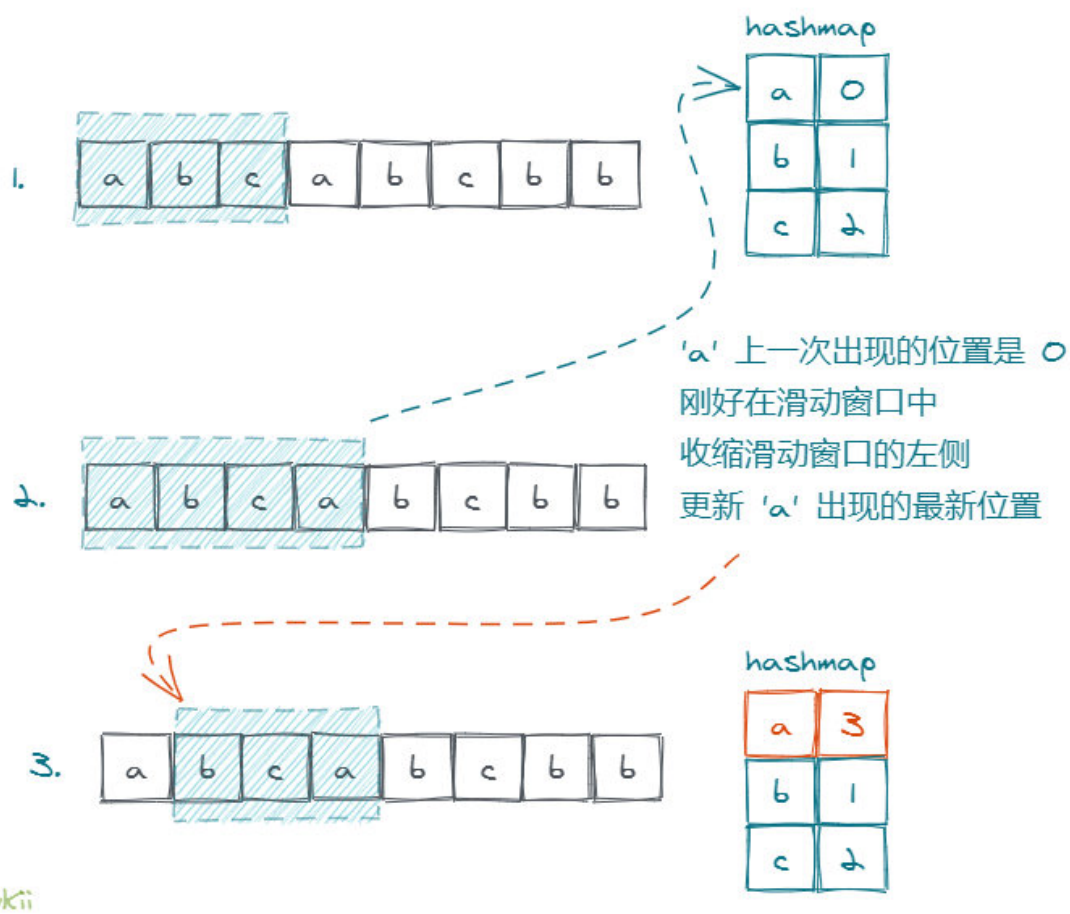 hashmap
a 0
1. a b c a b c b b
b 1
c 2
'a' 上一次出现的位置是 0
刚好在滑动窗口中
收缩滑动窗口的左侧
更新 'a' 出现的最新位置
2. a b c a b c b b
hashmap
a 3
3. a b c a b c b b
b 1
c 2